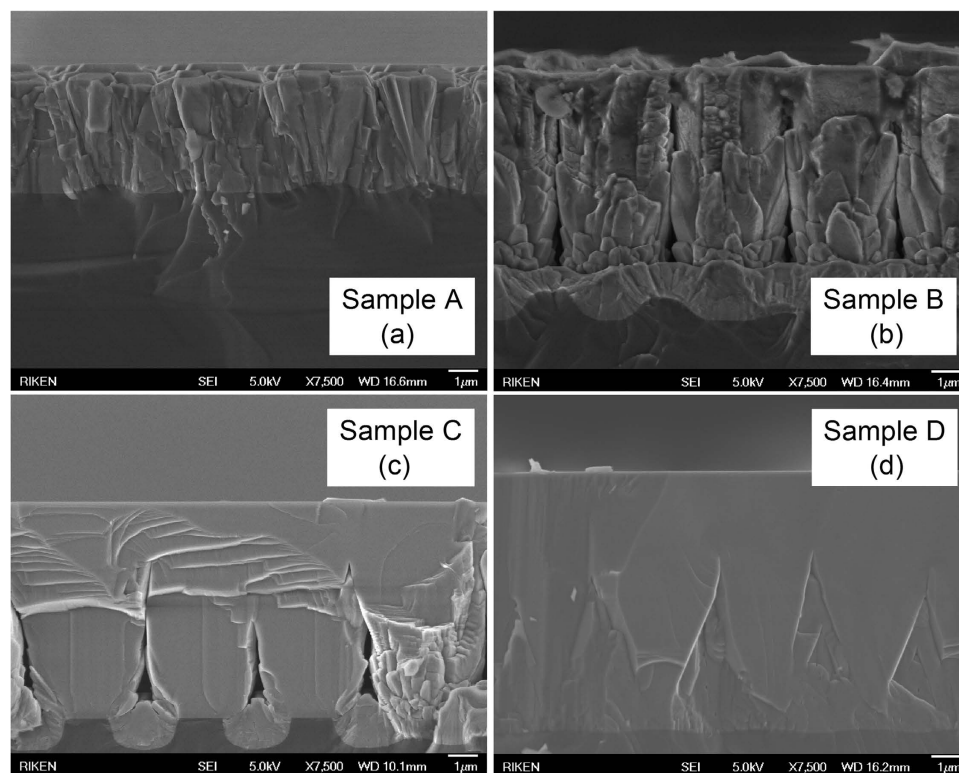 Sample A
(a)
RIKEN SEI 5.0kV X7,500 WD 16.6mm 1μm
Sample B
(b)
RIKEN SEI 5.0kV X7,500 WD 16.4mm 1μm
Sample C
(c)
RIKEN SEI 5.0kV X7,500 WD 10.1mm 1μm
Sample D
(d)
RIKEN SEI 5.0kV X7,500 WD 16.2mm 1μm